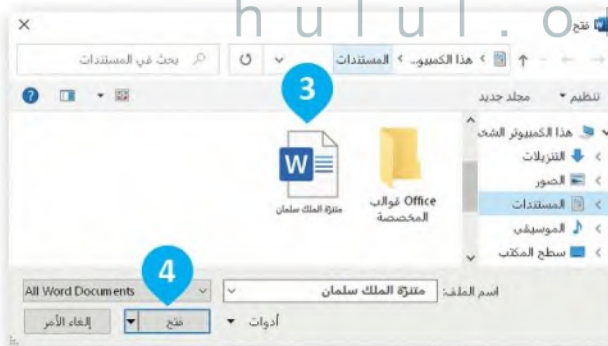 hulul.o
فتح
هذا الكمبيو.. › المستندات
بحث في المستندات
تنظيم
مجلد جديد
3
هذا الكمبيوتر الشخ
التنزيلات
الصور
المستندات
الموسيقى
سطح المكتب
Office قوالب
المخصصة
متنزة الملك سلمان
W
4
اسم الملف: متنزة الملك سلمان
All Word Documents
أدوات
فتح
إلغاء الأمر